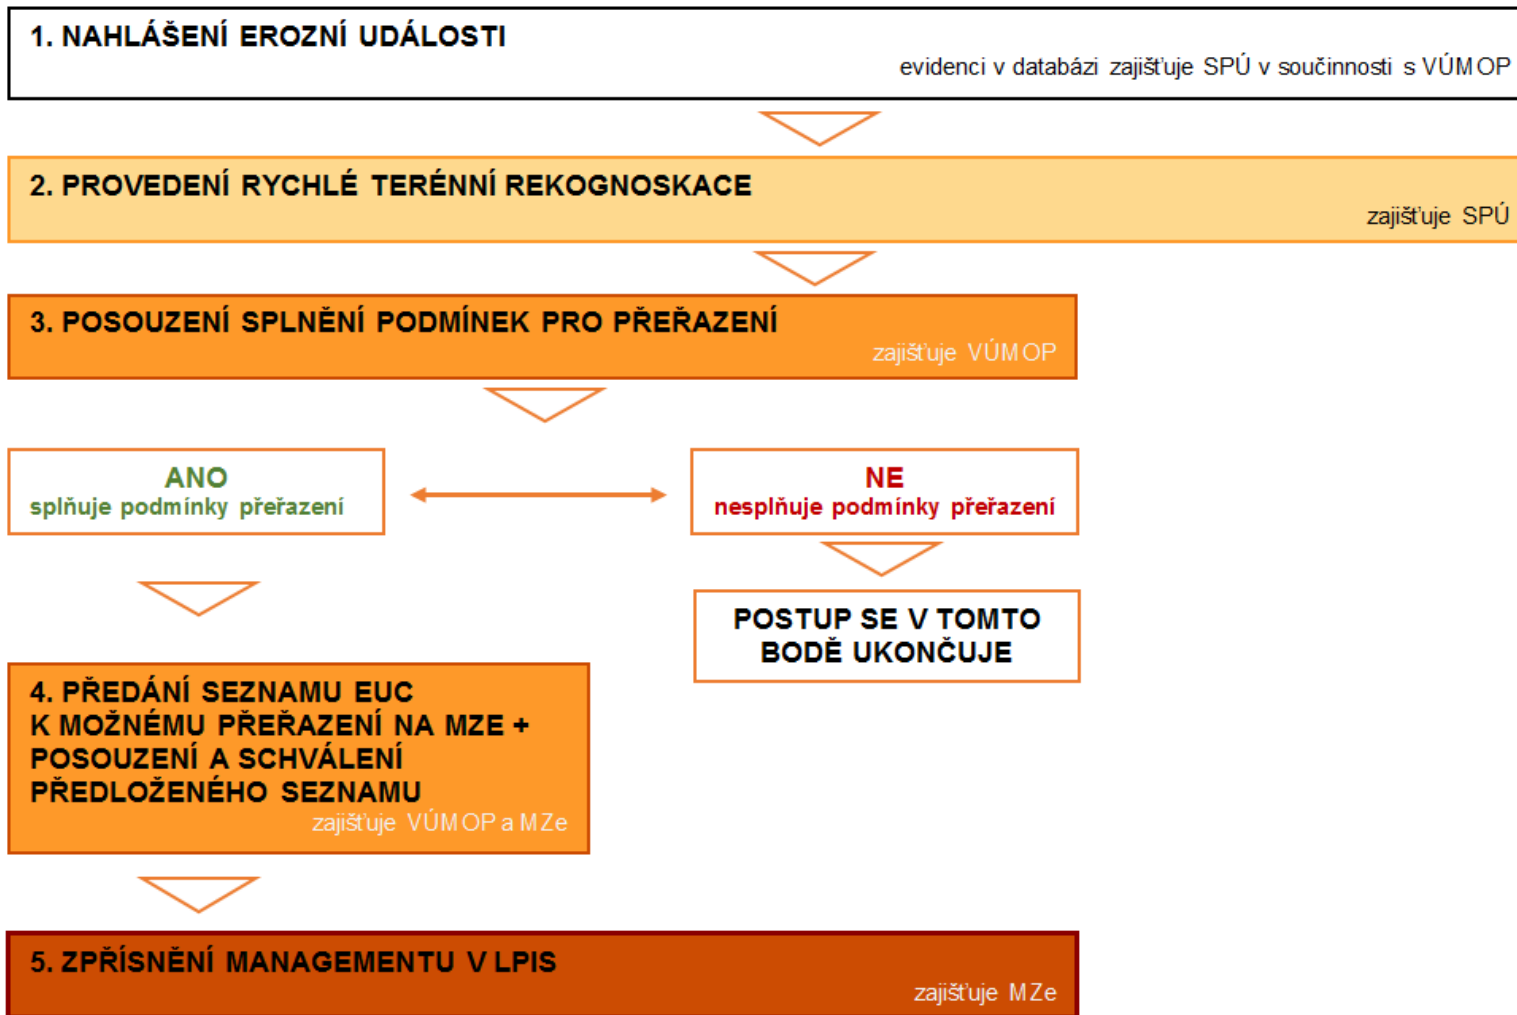 1. NAHLÁŠENÍ EROZNÍ UDÁLOSTI
evidenci v databázi zajišťuje SPÚ v součinnosti s VÚMOP
2. PROVEDENÍ RYCHLÉ TERÉNNÍ REKOGNOSKACE
zajišťuje SPÚ
3. POSOUZENÍ SPLNĚNÍ PODMÍNEK PRO PŘEŘAZENÍ
zajišťuje VÚMOP
ANO
splňuje podmínky přeřazení
NE
nesplňuje podmínky přeřazení
POSTUP SE V TOMTO
BODĚ UKONČUJE
4. PŘEDÁNÍ SEZNAMU EUC
K MOŽNÉMU PŘEŘAZENÍ NA MZE +
POSOUZENÍ A SCHVÁLENÍ
PŘEDLOŽENÉHO SEZNAMU
zajišťuje VÚMOP a MZe
5. ZPŘÍSNĚNÍ MANAGEMENTU V LPIS
zajišťuje MZe